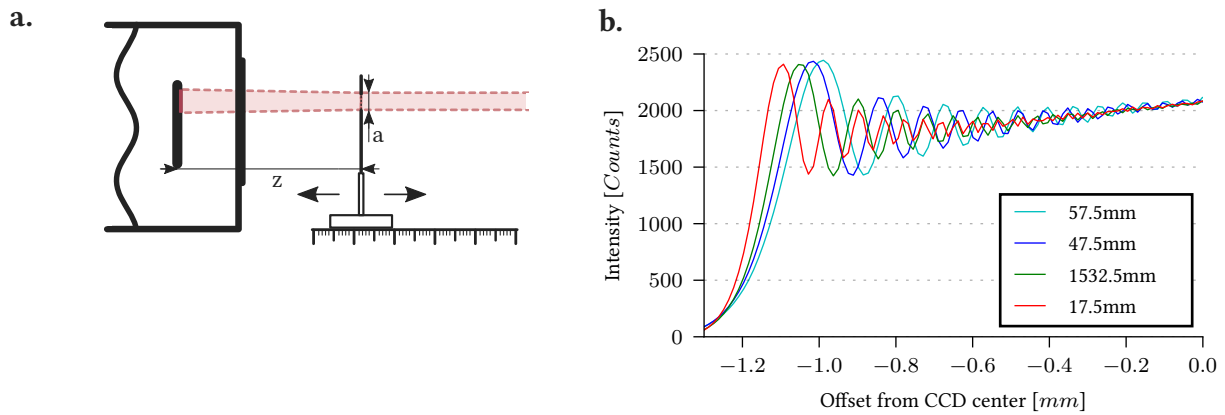 a.
a
z
b.
Intensity [Counts]
2500
2000
1500
1000
500
0
57.5mm
47.5mm
1532.5mm
17.5mm
−1.2 −1.0 −0.8 −0.6 −0.4 −0.2 0.0
Offset from CCD center [mm]